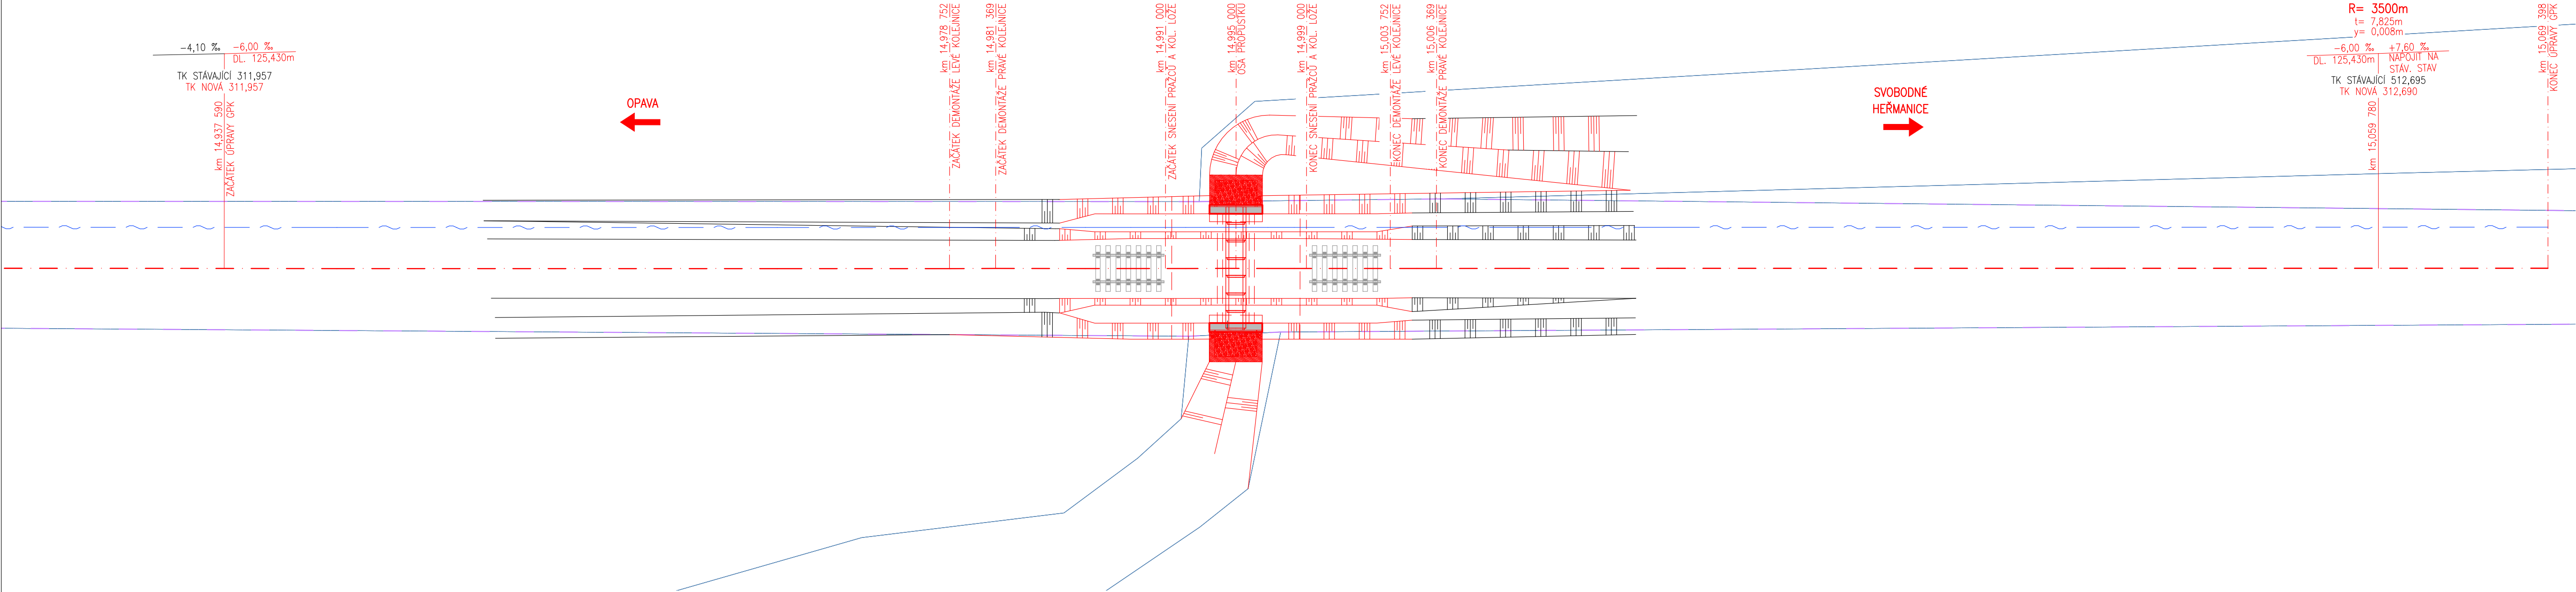 -4,10 ‰ -6,00 ‰
DL. 125,430m
TK STÁVAJÍCÍ 311,957
TK NOVÁ 311,957
km 14,937 590
ZAČÁTEK ÚPRAVY GPK
OPAVA
km 14,978 752
ZAČÁTEK DEMONTÁŽE LEVÉ KOLEJNICE
km 14,981 369
ZAČÁTEK DEMONTÁŽE PRAVÉ KOLEJNICE
km 14,991 000
ZAČÁTEK SNESENÍ PRAŽCŮ A KOL. LOŽE
km 14,995 000
OSA PROPUSTKU
km 14,999 000
KONEC SNESENÍ PRAŽCŮ A KOL. LOŽE
km 15,003 752
KONEC DEMONTÁŽE LEVÉ KOLEJNICE
km 15,006 369
KONEC DEMONTÁŽE PRAVÉ KOLEJNICE
SVOBODNÉ
HEŘMANICE
R= 3500m
t= 7,825m
y= 0,008m
-6,00 ‰ +7,60 ‰
DL. 125,430m NAPOJIT NA
STÁV. STAV
TK STÁVAJÍCÍ 512,695
TK NOVÁ 312,690
km 15,059 780
km 15,069 398
KONEC ÚPRAVY GPK